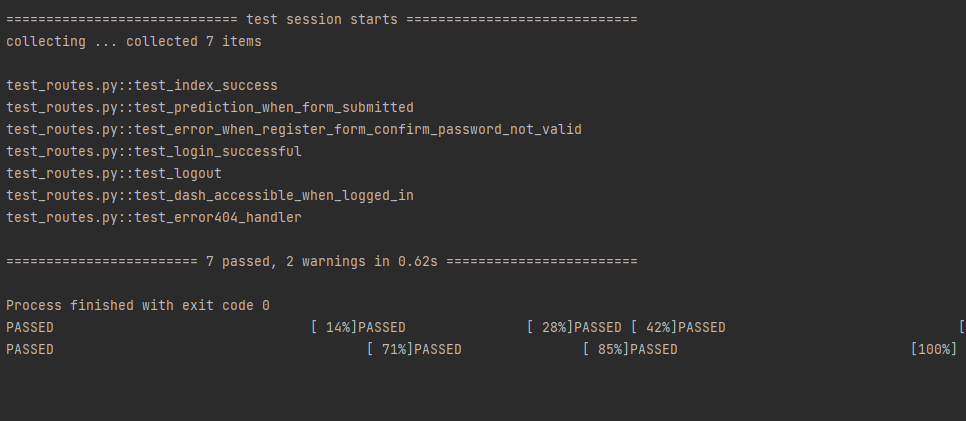 ============================= test session starts =============================
collecting ... collected 7 items
test_routes.py::test_index_success
test_routes.py::test_prediction_when_form_submitted
test_routes.py::test_error_when_register_form_confirm_password_not_valid
test_routes.py::test_login_successful
test_routes.py::test_logout
test_routes.py::test_dash_accessible_when_logged_in
test_routes.py::test_error404_handler
======================== 7 passed, 2 warnings in 0.62s ========================
Process finished with exit code 0
PASSED                                [ 14%]PASSED               [ 28%]PASSED [ 42%]PASSED                             [
PASSED                                       [ 71%]PASSED               [ 85%]PASSED                             [100%]